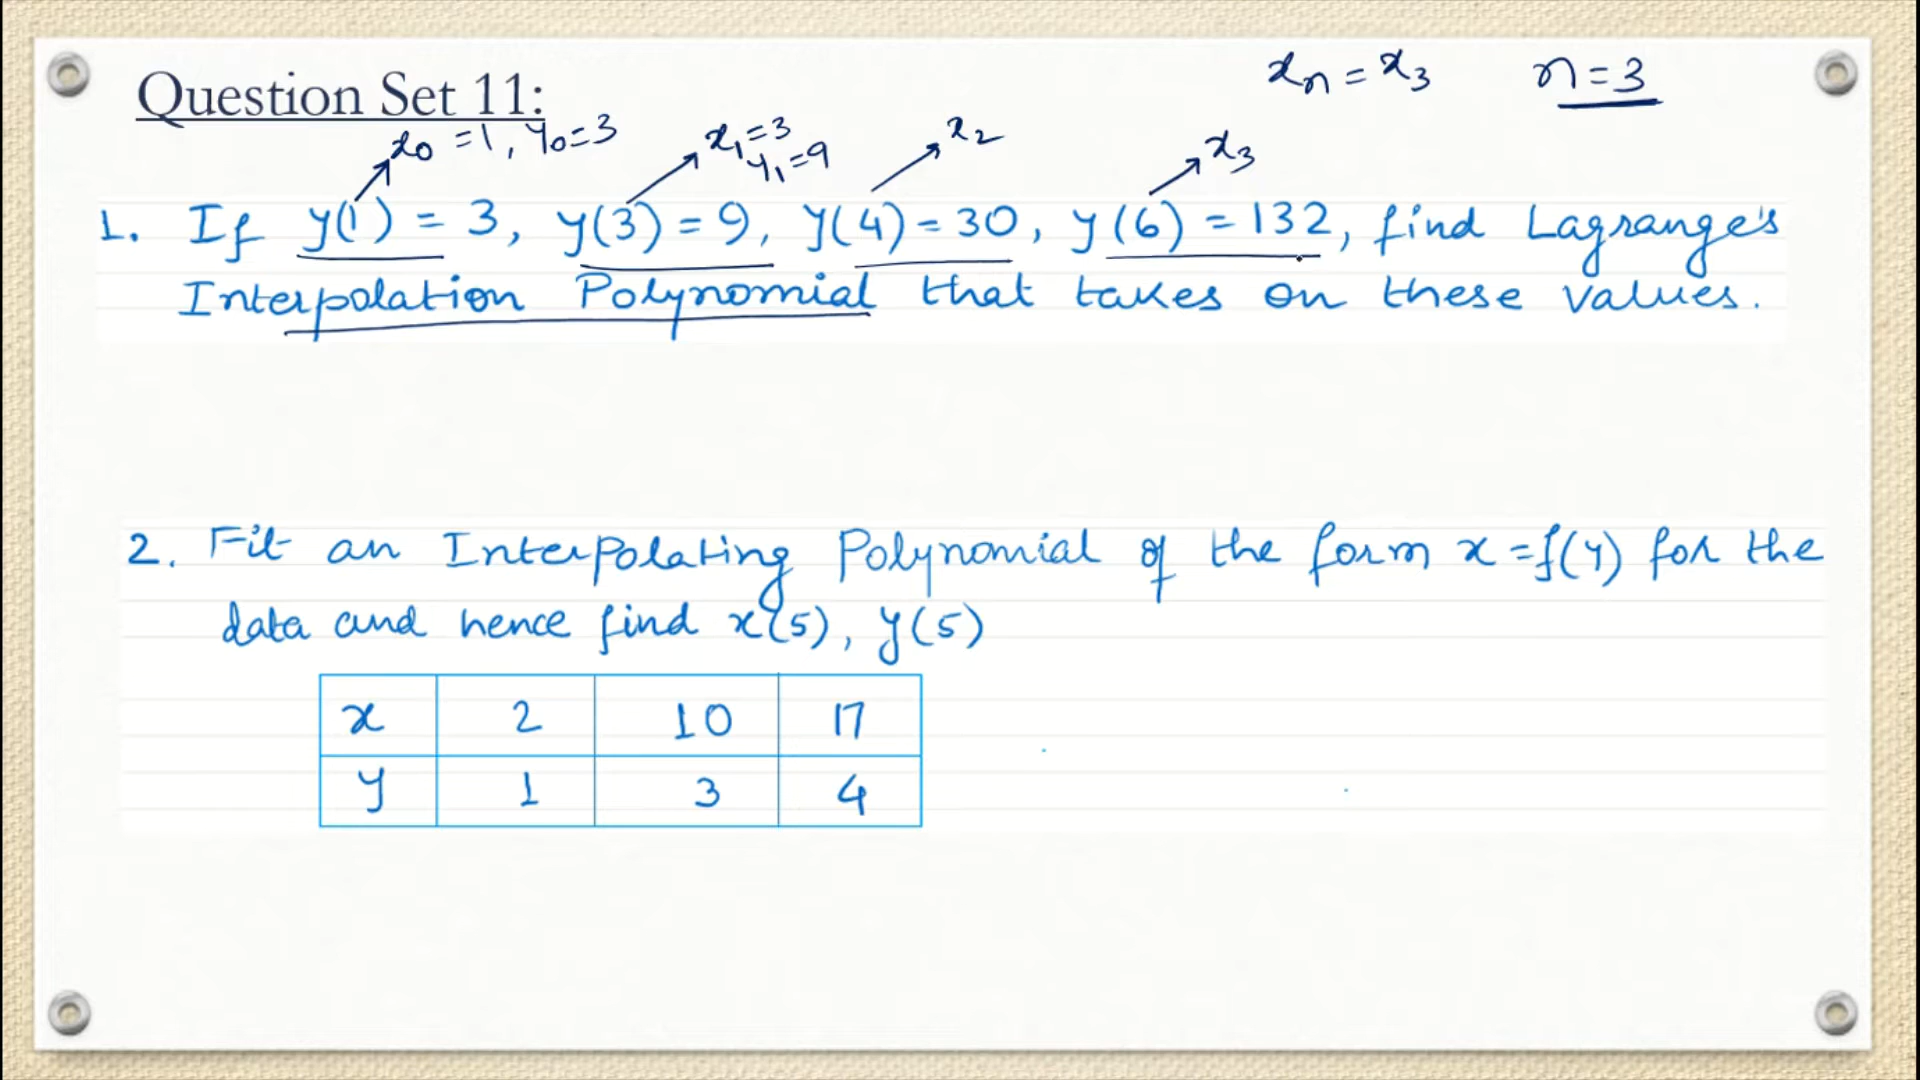 xn = x3 n = 3
Question Set 11:
x0 = 1, y0 = 3 x1 = 3 x2 x3
y1 = 9
1. If y(1) = 3, y(3) = 9, y(4) = 30, y(6) = 132, find Lagrange's
Interpolation Polynomial that takes on these values.
2. Fit an Interpolating Polynomial of the form x = f(y) for the
data and hence find x(5), y(5)
x 2 10 17
y 1 3 4